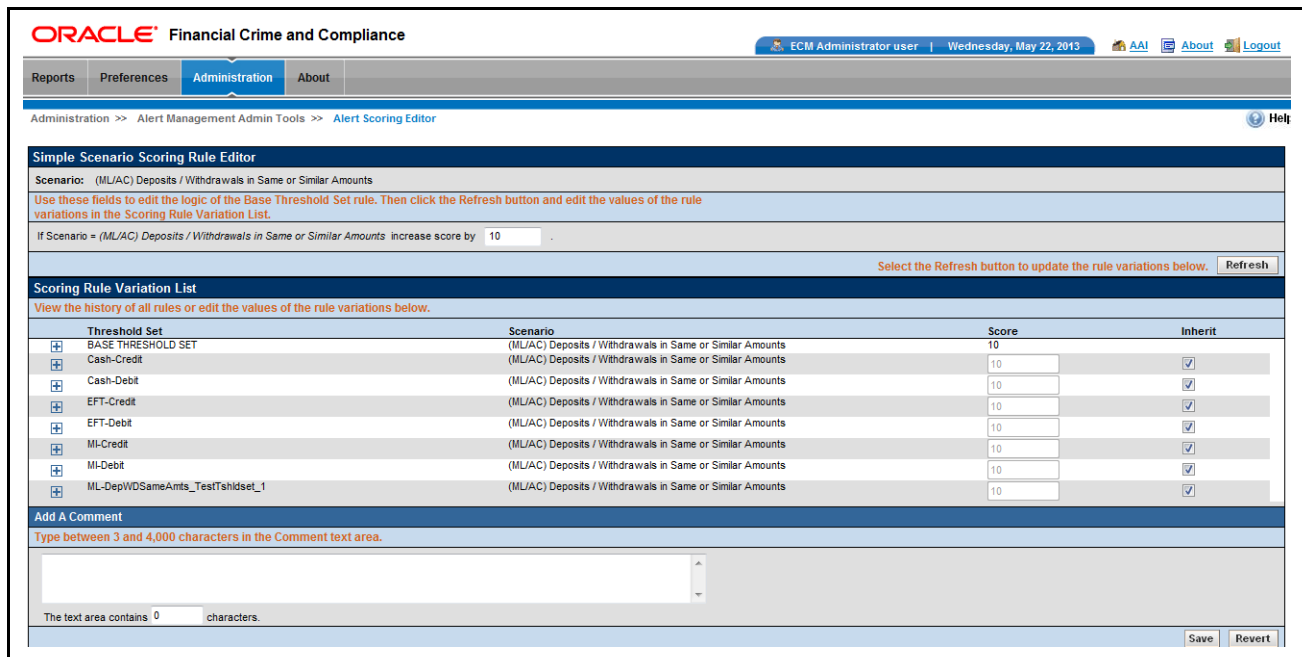 ORACLE Financial Crime and Compliance
ECM Administrator user | Wednesday, May 22, 2013 AAI About Logout
Reports Preferences Administration About
Administration >> Alert Management Admin Tools >> Alert Scoring Editor Help
Simple Scenario Scoring Rule Editor
Scenario: (ML/AC) Deposits / Withdrawals in Same or Similar Amounts
Use these fields to edit the logic of the Base Threshold Set rule. Then click the Refresh button and edit the values of the rule
variations in the Scoring Rule Variation List.
If Scenario = (ML/AC) Deposits / Withdrawals in Same or Similar Amounts increase score by 10 .
Select the Refresh button to update the rule variations below. Refresh
Scoring Rule Variation List
View the history of all rules or edit the values of the rule variations below.
Threshold Set Scenario Score Inherit
BASE THRESHOLD SET (ML/AC) Deposits / Withdrawals in Same or Similar Amounts 10
Cash-Credit (ML/AC) Deposits / Withdrawals in Same or Similar Amounts 10
Cash-Debit (ML/AC) Deposits / Withdrawals in Same or Similar Amounts 10
EFT-Credit (ML/AC) Deposits / Withdrawals in Same or Similar Amounts 10
EFT-Debit (ML/AC) Deposits / Withdrawals in Same or Similar Amounts 10
MI-Credit (ML/AC) Deposits / Withdrawals in Same or Similar Amounts 10
MI-Debit (ML/AC) Deposits / Withdrawals in Same or Similar Amounts 10
ML-DepWDSameAmts_TestTshldset_1 (ML/AC) Deposits / Withdrawals in Same or Similar Amounts 10
Add A Comment
Type between 3 and 4,000 characters in the Comment text area.
The text area contains 0 characters.
Save Revert